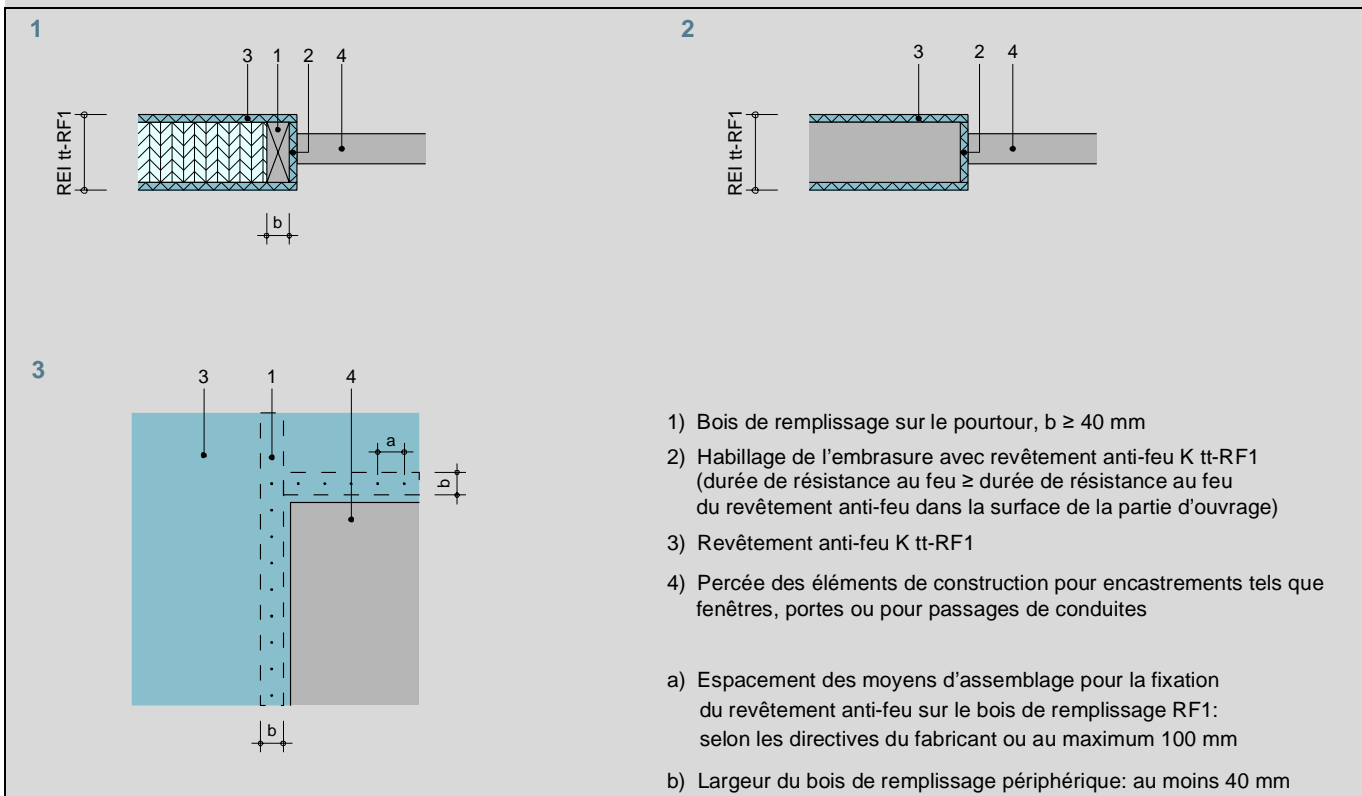 1
3 1 2 4
REI tt-RF1
b
2
3 2 4
REI tt-RF1
3
3 1 4
a
b
b
1) Bois de remplissage sur le pourtour, b ≥ 40 mm
2) Habillage de l'embrasure avec revêtement anti-feu K tt-RF1
(durée de résistance au feu ≥ durée de résistance au feu
du revêtement anti-feu dans la surface de la partie d'ouvrage)
3) Revêtement anti-feu K tt-RF1
4) Percée des éléments de construction pour encastrements tels que
fenêtres, portes ou pour passages de conduites
a) Espacement des moyens d'assemblage pour la fixation
du revêtement anti-feu sur le bois de remplissage RF1:
selon les directives du fabricant ou au maximum 100 mm
b) Largeur du bois de remplissage périphérique: au moins 40 mm